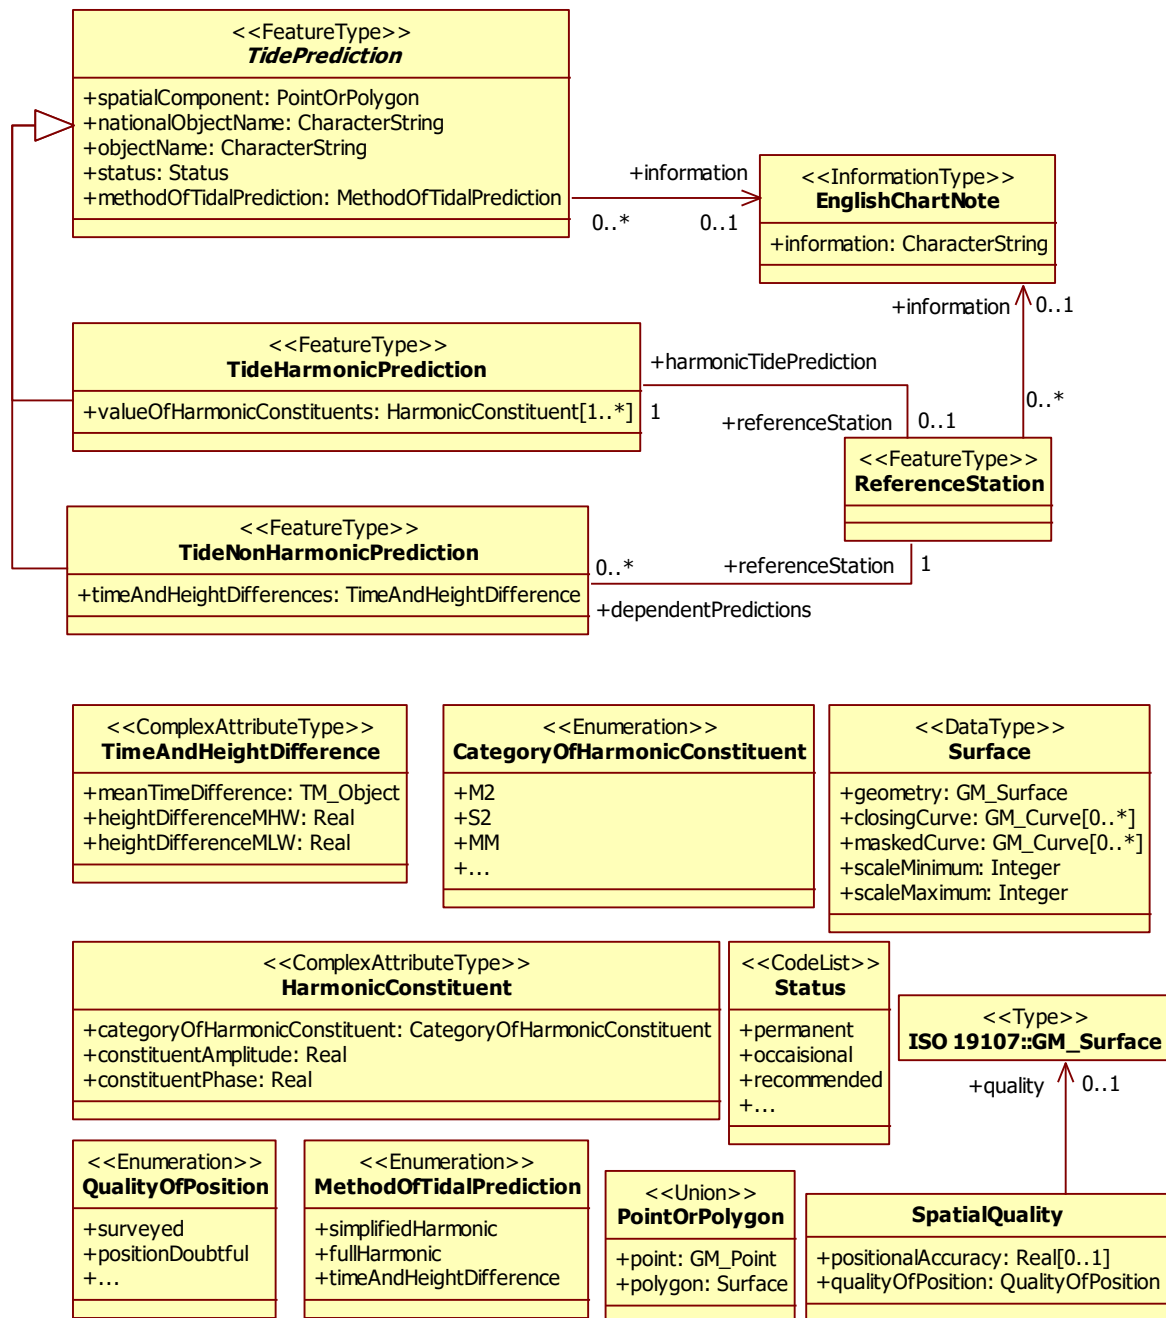 <<FeatureType>>
TidePrediction
+spatialComponent: PointOrPolygon
+nationalObjectName: CharacterString
+objectName: CharacterString
+status: Status
+methodOfTidalPrediction: MethodOfTidalPrediction
+information
0..*
0..1
<<InformationType>>
EnglishChartNote
+information: CharacterString
+information
0..1
0..*
<<FeatureType>>
TideHarmonicPrediction
+valueOfHarmonicConstituents: HarmonicConstituent[1..*]
+harmonicTidePrediction
1
+referenceStation
0..1
<<FeatureType>>
ReferenceStation
<<FeatureType>>
TideNonHarmonicPrediction
+timeAndHeightDifferences: TimeAndHeightDifference
0..*
+dependentPredictions
+referenceStation
1
<<ComplexAttributeType>>
TimeAndHeightDifference
+meanTimeDifference: TM_Object
+heightDifferenceMHW: Real
+heightDifferenceMLW: Real
<<Enumeration>>
CategoryOfHarmonicConstituent
+M2
+S2
+MM
+...
<<DataType>>
Surface
+geometry: GM_Surface
+closingCurve: GM_Curve[0..*]
+maskedCurve: GM_Curve[0..*]
+scaleMinimum: Integer
+scaleMaximum: Integer
<<ComplexAttributeType>>
HarmonicConstituent
+categoryOfHarmonicConstituent: CategoryOfHarmonicConstituent
+constituentAmplitude: Real
+constituentPhase: Real
<<CodeList>>
Status
+permanent
+occaisional
+recommended
+...
<<Type>>
ISO 19107::GM_Surface
+quality
0..1
<<Enumeration>>
QualityOfPosition
+surveyed
+positionDoubtful
+...
<<Enumeration>>
MethodOfTidalPrediction
+simplifiedHarmonic
+fullHarmonic
+timeAndHeightDifference
<<Union>>
PointOrPolygon
+point: GM_Point
+polygon: Surface
SpatialQuality
+positionalAccuracy: Real[0..1]
+qualityOfPosition: QualityOfPosition